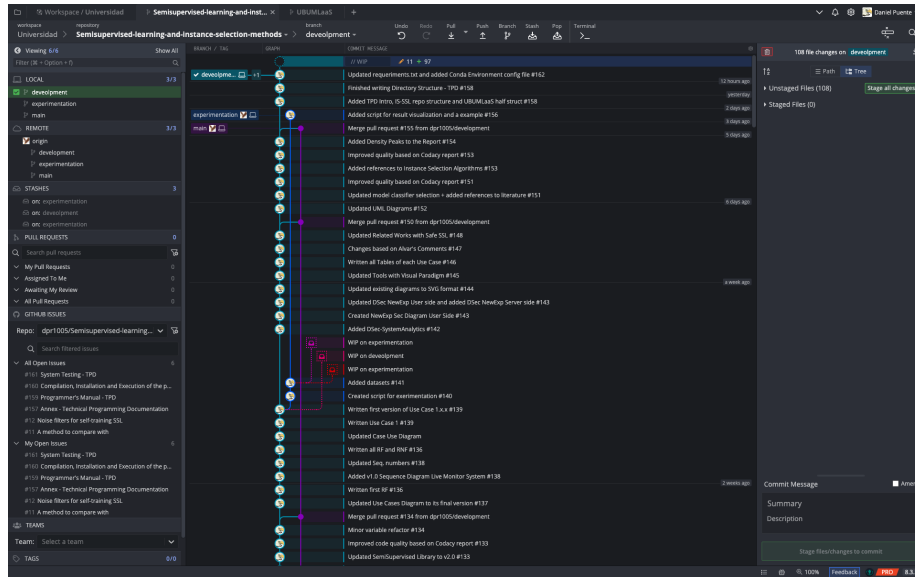 Workspace / Universidad
Semisupervised-learning-and-inst... ×
UBUMLaaS
+
Daniel Puente
workspace
Universidad
repository
Semisupervised-learning-and-instance-selection-methods
branch
deveolpment
Undo
Redo
Pull
Push
Branch
Stash
Pop
Terminal
Viewing 6/6
Show All
Filter (⌘ + Option + f)
LOCAL 3/3
deveolpment
experimentation
main
REMOTE 3/3
origin
development
experimentation
main
STASHES 3
on: experimentation
on: deveolpment
on: experimentation
PULL REQUESTS 0
Search pull requests
My Pull Requests 0
Assigned To Me 0
Awaiting My Review 0
All Pull Requests 0
GITHUB ISSUES
Repo: dpr1005/Semisupervised-learning...
Search filtered issues
All Open Issues 6
#161 System Testing - TPD
#160 Compilation, Installation and Execution of the p...
#159 Programmer's Manual - TPD
#157 Annex - Technical Programming Documentation
#12 Noise filters for self-training SSL
#11 A method to compare with
My Open Issues 6
#161 System Testing - TPD
#160 Compilation, Installation and Execution of the p...
#159 Programmer's Manual - TPD
#157 Annex - Technical Programming Documentation
#12 Noise filters for self-training SSL
#11 A method to compare with
TEAMS
Team: Select a team
TAGS 0/0
BRANCH / TAG
GRAPH
COMMIT MESSAGE
// WIP 11 + 97
deveolpme... +1
Updated requeriments.txt and added Conda Environment config file #162
12 hours ago
Finished writing Directory Structure - TPD #158
yesterday
Added TPD Intro, IS-SSL repo structure and UBUMLaaS half struct #158
2 days ago
experimentation
Added script for result visualization and a example #156
3 days ago
main
Merge pull request #155 from dpr1005/development
5 days ago
Added Density Peaks to the Report #154
Improved quality based on Codacy report #153
Added references to Instance Selection Algorithms #153
Improved quality based on Codacy report #151
Updated model classifier selection + added references to literature #151
6 days ago
Updated UML Diagrams #152
Merge pull request #150 from dpr1005/development
Updated Related Works with Safe SSL #148
Changes based on Alvar's Comments #147
Written all Tables of each Use Case #146
Updated Tools with Visual Paradigm #145
a week ago
Updated existing diagrams to SVG format #144
Updated DSec NewExp User side and added DSec NewExp Server side #143
Created NewExp Sec Diagram User Side #143
Added DSec-SystemAnalytics #142
WIP on experimentation
WIP on deveolpment
WIP on experimentation
Added datasets #141
Created script for exerimentation #140
Written first version of Use Case 1.x.x #139
Written Use Case 1 #139
Updated Case Use Diagram
Written all RF and RNF #136
Updated Seq. numbers #138
Added v1.0 Sequence Diagram Live Monitor System #138
2 weeks ago
Written first RF #136
Updated Use Cases Diagram to its final version #137
Merge pull request #134 from dpr1005/development
Minor variable refactor #134
Improved code quality based on Codacy report #133
Updated SemiSupervised Library to v2.0 #133
108 file changes on deveolpment
Path
Tree
Unstaged Files (108)
Stage all changes
Staged Files (0)
Commit Message
Amen
Summary
Description
Stage files/changes to commit
100%
Feedback
PRO
8.3.